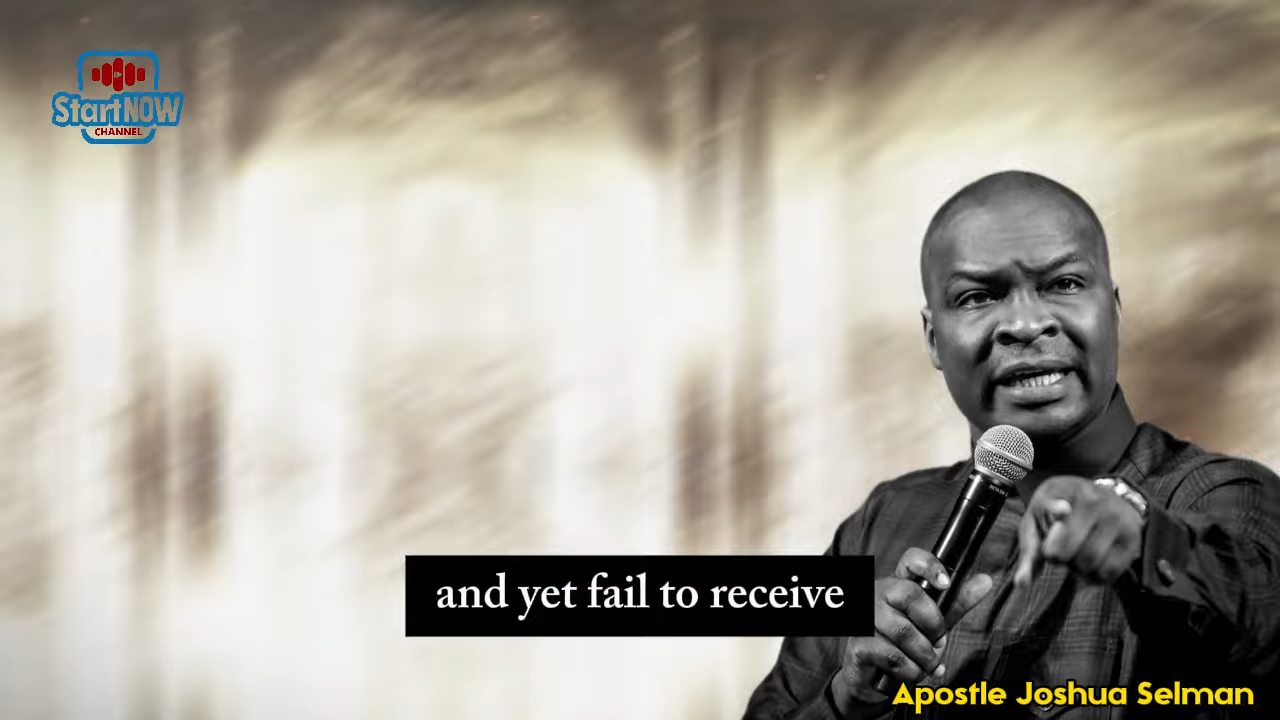 StartNOW
CHANNEL
and yet fail to receive
Apostle Joshua Selman